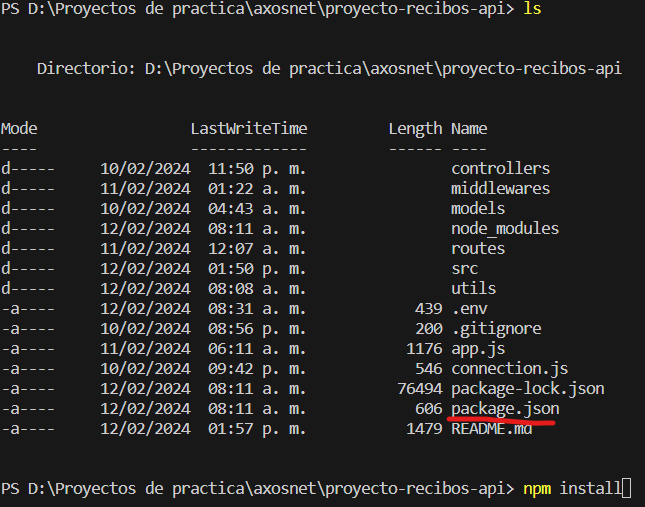 PS D:\Proyectos de practica\axosnet\proyecto-recibos-api> ls
Directorio: D:\Proyectos de practica\axosnet\proyecto-recibos-api
Mode LastWriteTime Length Name
---- ------------- ------ ----
d----- 10/02/2024 11:50 p. m. controllers
d----- 11/02/2024 01:22 a. m. middlewares
d----- 10/02/2024 04:43 a. m. models
d----- 12/02/2024 08:11 a. m. node_modules
d----- 11/02/2024 12:07 a. m. routes
d----- 12/02/2024 01:50 p. m. src
d----- 12/02/2024 08:08 a. m. utils
-a---- 12/02/2024 08:31 a. m. 439 .env
-a---- 10/02/2024 08:56 p. m. 200 .gitignore
-a---- 11/02/2024 06:11 a. m. 1176 app.js
-a---- 10/02/2024 09:42 p. m. 546 connection.js
-a---- 12/02/2024 08:11 a. m. 76494 package-lock.json
-a---- 12/02/2024 08:11 a. m. 606 package.json
-a---- 12/02/2024 01:57 p. m. 1479 README.md
PS D:\Proyectos de practica\axosnet\proyecto-recibos-api> npm install